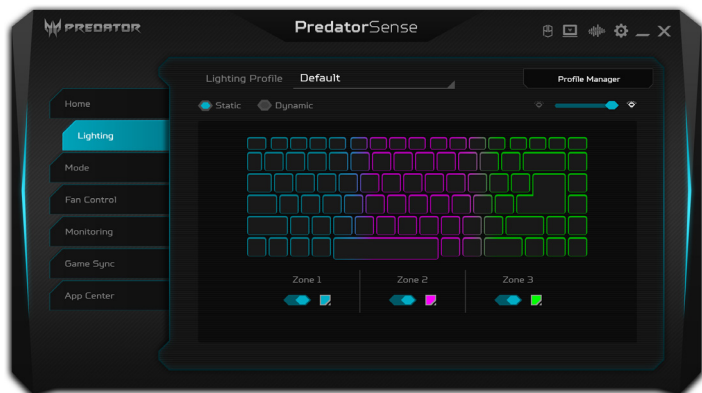 PREDATOR
PredatorSense
Lighting Profile Default
Profile Manager
Static Dynamic
Home
Lighting
Mode
Fan Control
Monitoring
Game Sync
App Center
Zone 1 Zone 2 Zone 3